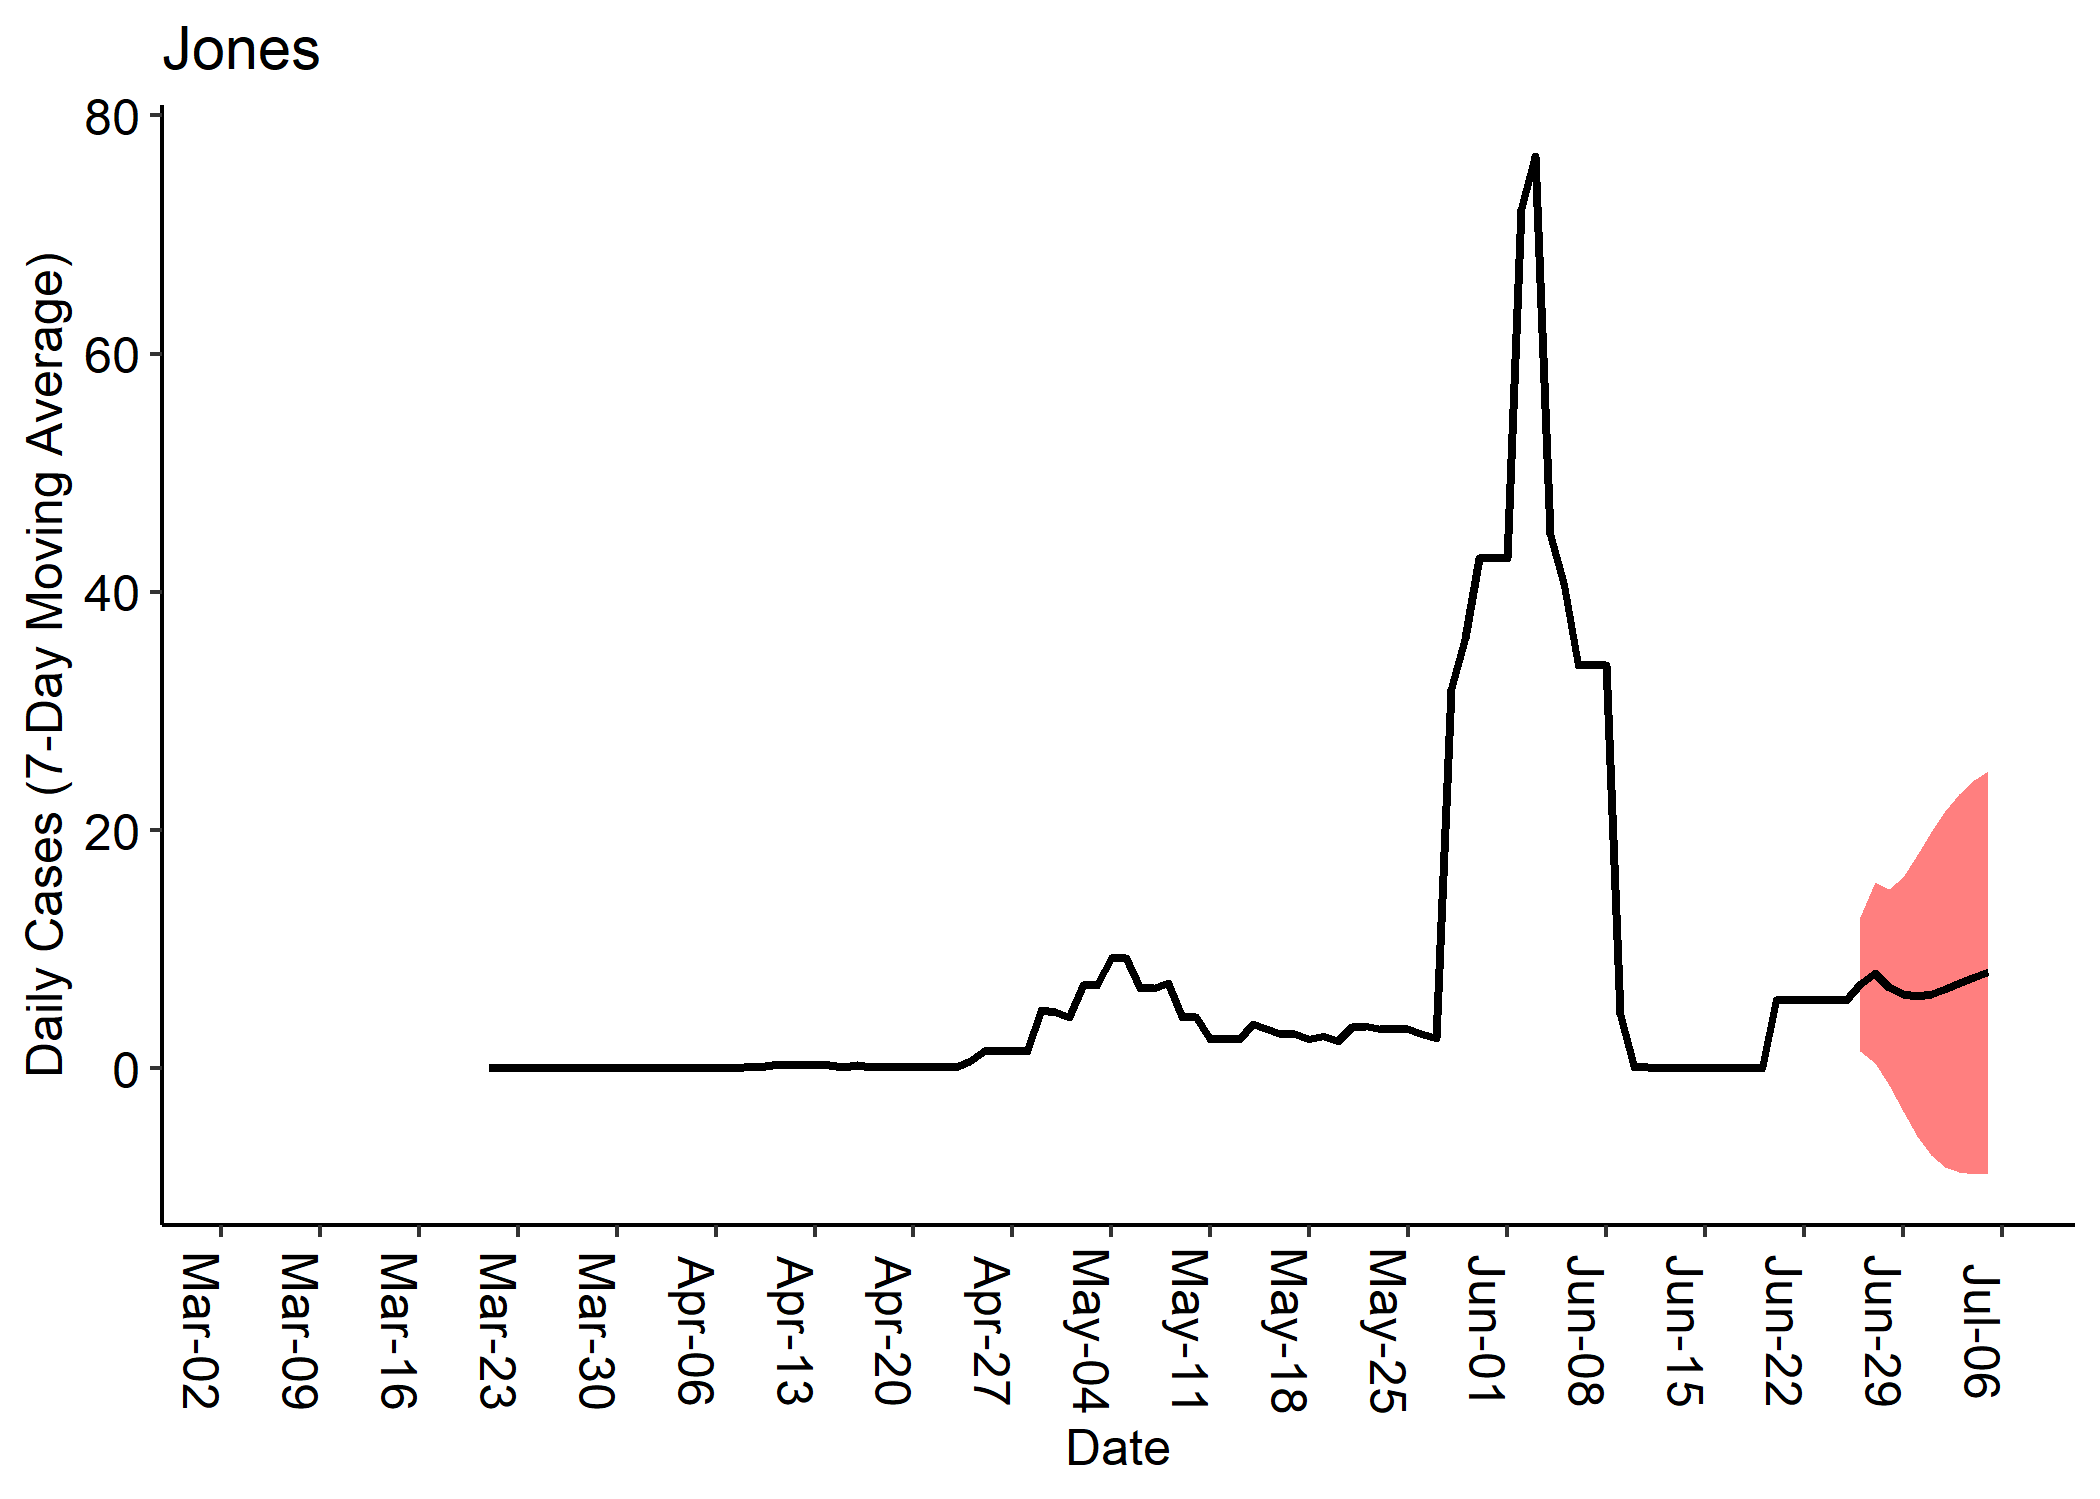 Jones
Daily Cases (7-Day Moving Average)
80
60
40
20
0
Mar-02
Mar-09
Mar-16
Mar-23
Mar-30
Apr-06
Apr-13
Apr-20
Apr-27
May-04
May-11
May-18
May-25
Jun-01
Jun-08
Jun-15
Jun-22
Jun-29
Jul-06
Date